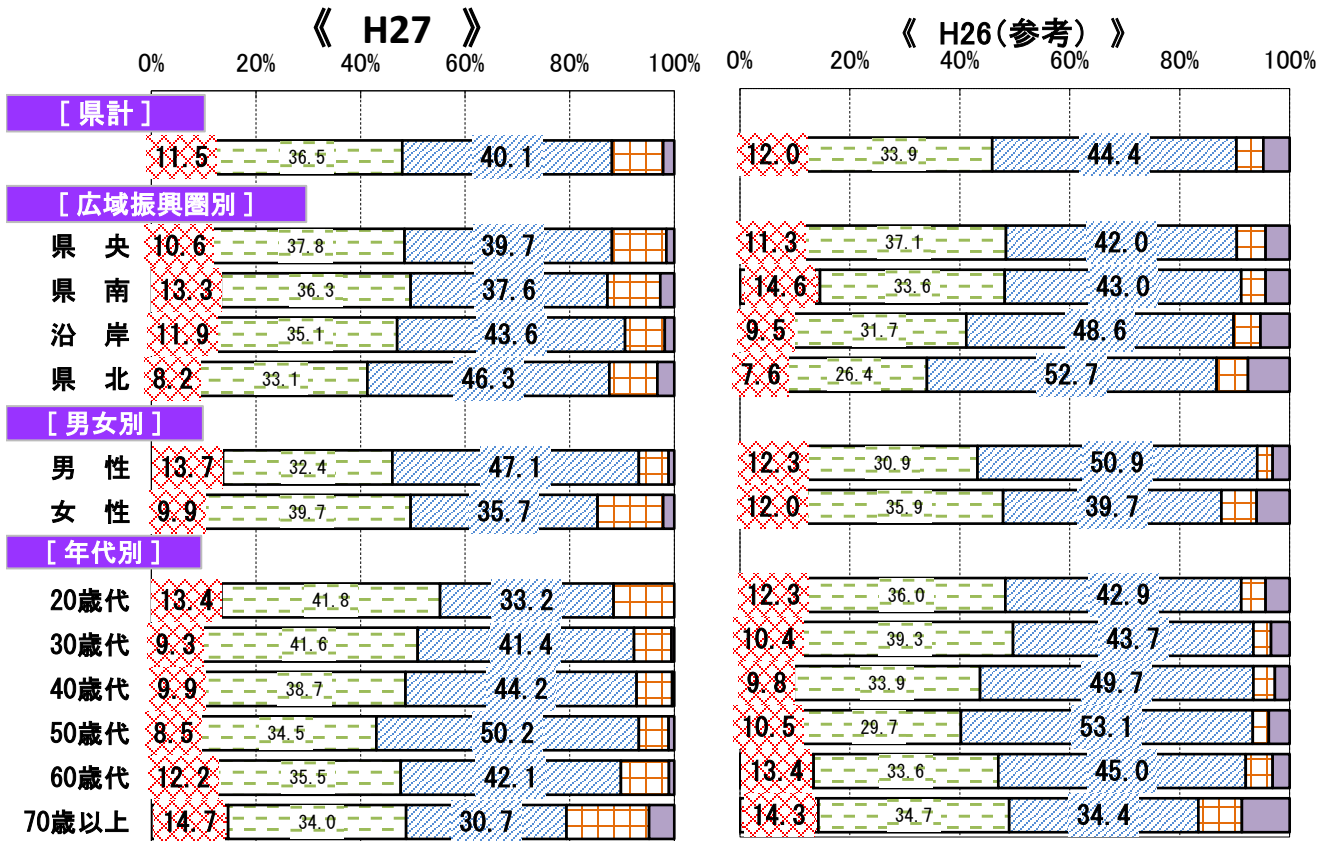 《 H27 》
《 H26(参考) 》
0% 20% 40% 60% 80% 100%
0% 20% 40% 60% 80% 100%
[ 県計 ]
11.5 36.5 40.1
12.0 33.9 44.4
[ 広域振興圏別 ]
県 央 10.6 37.8 39.7
11.3 37.1 42.0
県 南 13.3 36.3 37.6
14.6 33.6 43.0
沿 岸 11.9 35.1 43.6
9.5 31.7 48.6
県 北 8.2 33.1 46.3
7.6 26.4 52.7
[ 男女別 ]
男 性 13.7 32.4 47.1
12.3 30.9 50.9
女 性 9.9 39.7 35.7
12.0 35.9 39.7
[ 年代別 ]
20歳代 13.4 41.8 33.2
12.3 36.0 42.9
30歳代 9.3 41.6 41.4
10.4 39.3 43.7
40歳代 9.9 38.7 44.2
9.8 33.9 49.7
50歳代 8.5 34.5 50.2
10.5 29.7 53.1
60歳代 12.2 35.5 42.1
13.4 33.6 45.0
70歳以上 14.7 34.0 30.7
14.3 34.7 34.4